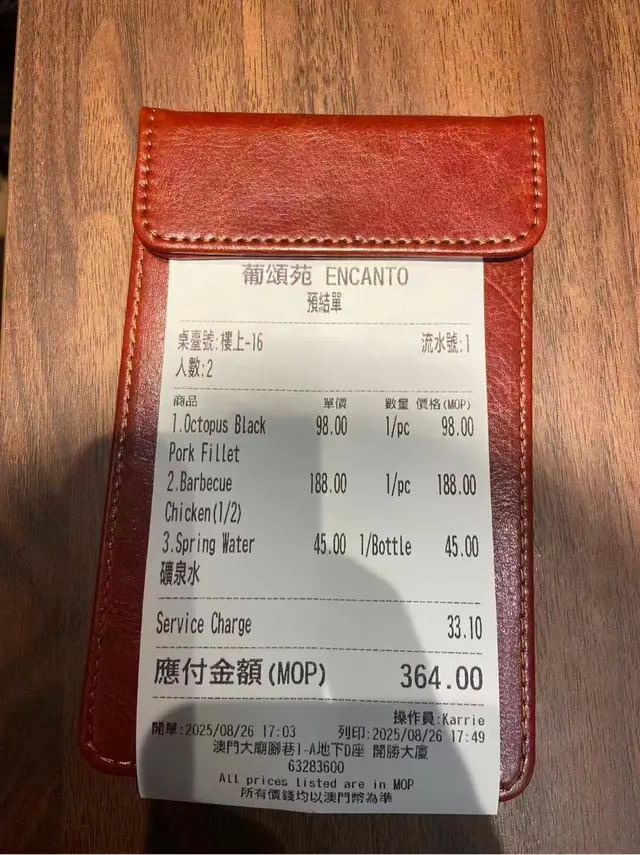 葡頌苑 ENCANTO
預結單
桌臺號:樓上-16 流水號:1
人數:2
商品 單價 數量 價格(MOP)
1.Octopus Black 98.00 1/pc 98.00
Pork Fillet
2.Barbecue 188.00 1/pc 188.00
Chicken(1/2)
3.Spring Water 45.00 1/Bottle 45.00
礦泉水
Service Charge 33.10
應付金額(MOP) 364.00
操作員:Karrie
開單:2025/08/26 17:03 列印:2025/08/26 17:49
澳門大廟腳巷1-A地下D座 開勝大廈
63283600
All prices listed are in MOP
所有價錢均以澳門幣為準